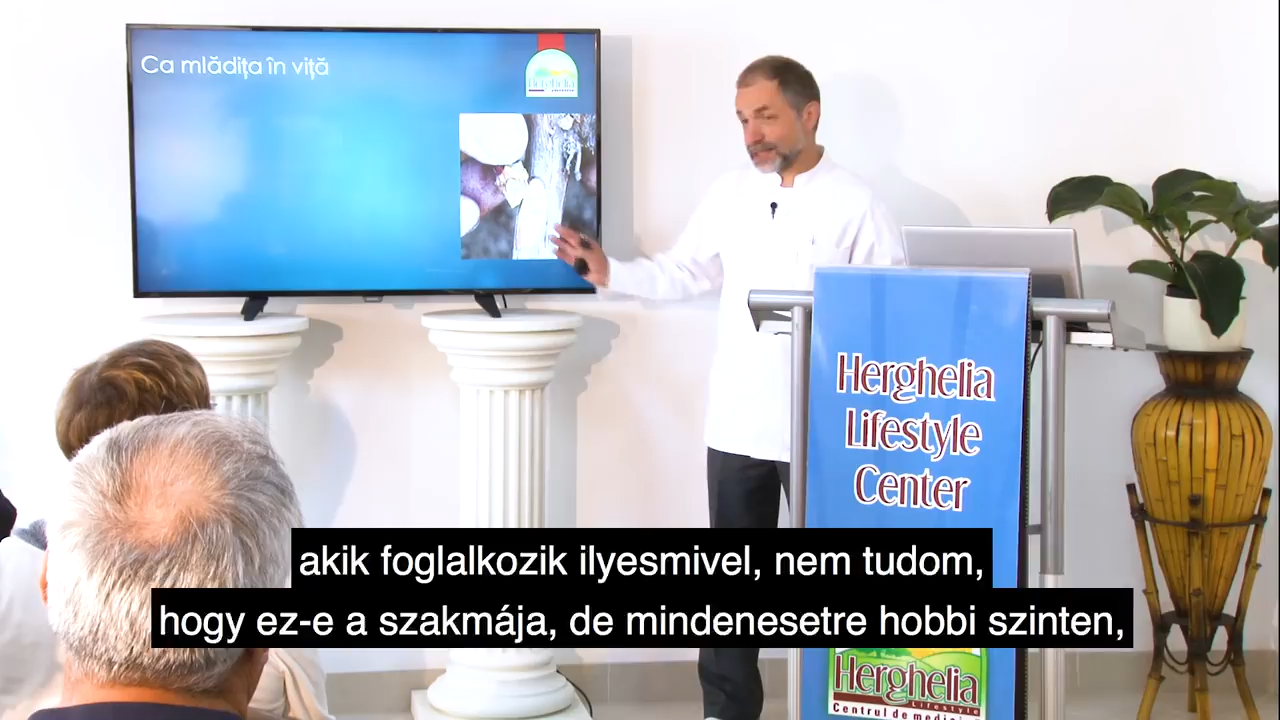 Ca mlădița în viță
Herghelia
Herghelia
Lifestyle
Center
akik foglalkozik ilyesmivel, nem tudom,
hogy ez-e a szakmája, de mindenesetre hobbi szinten,
Herghelia
Lifestyle
Centrul de